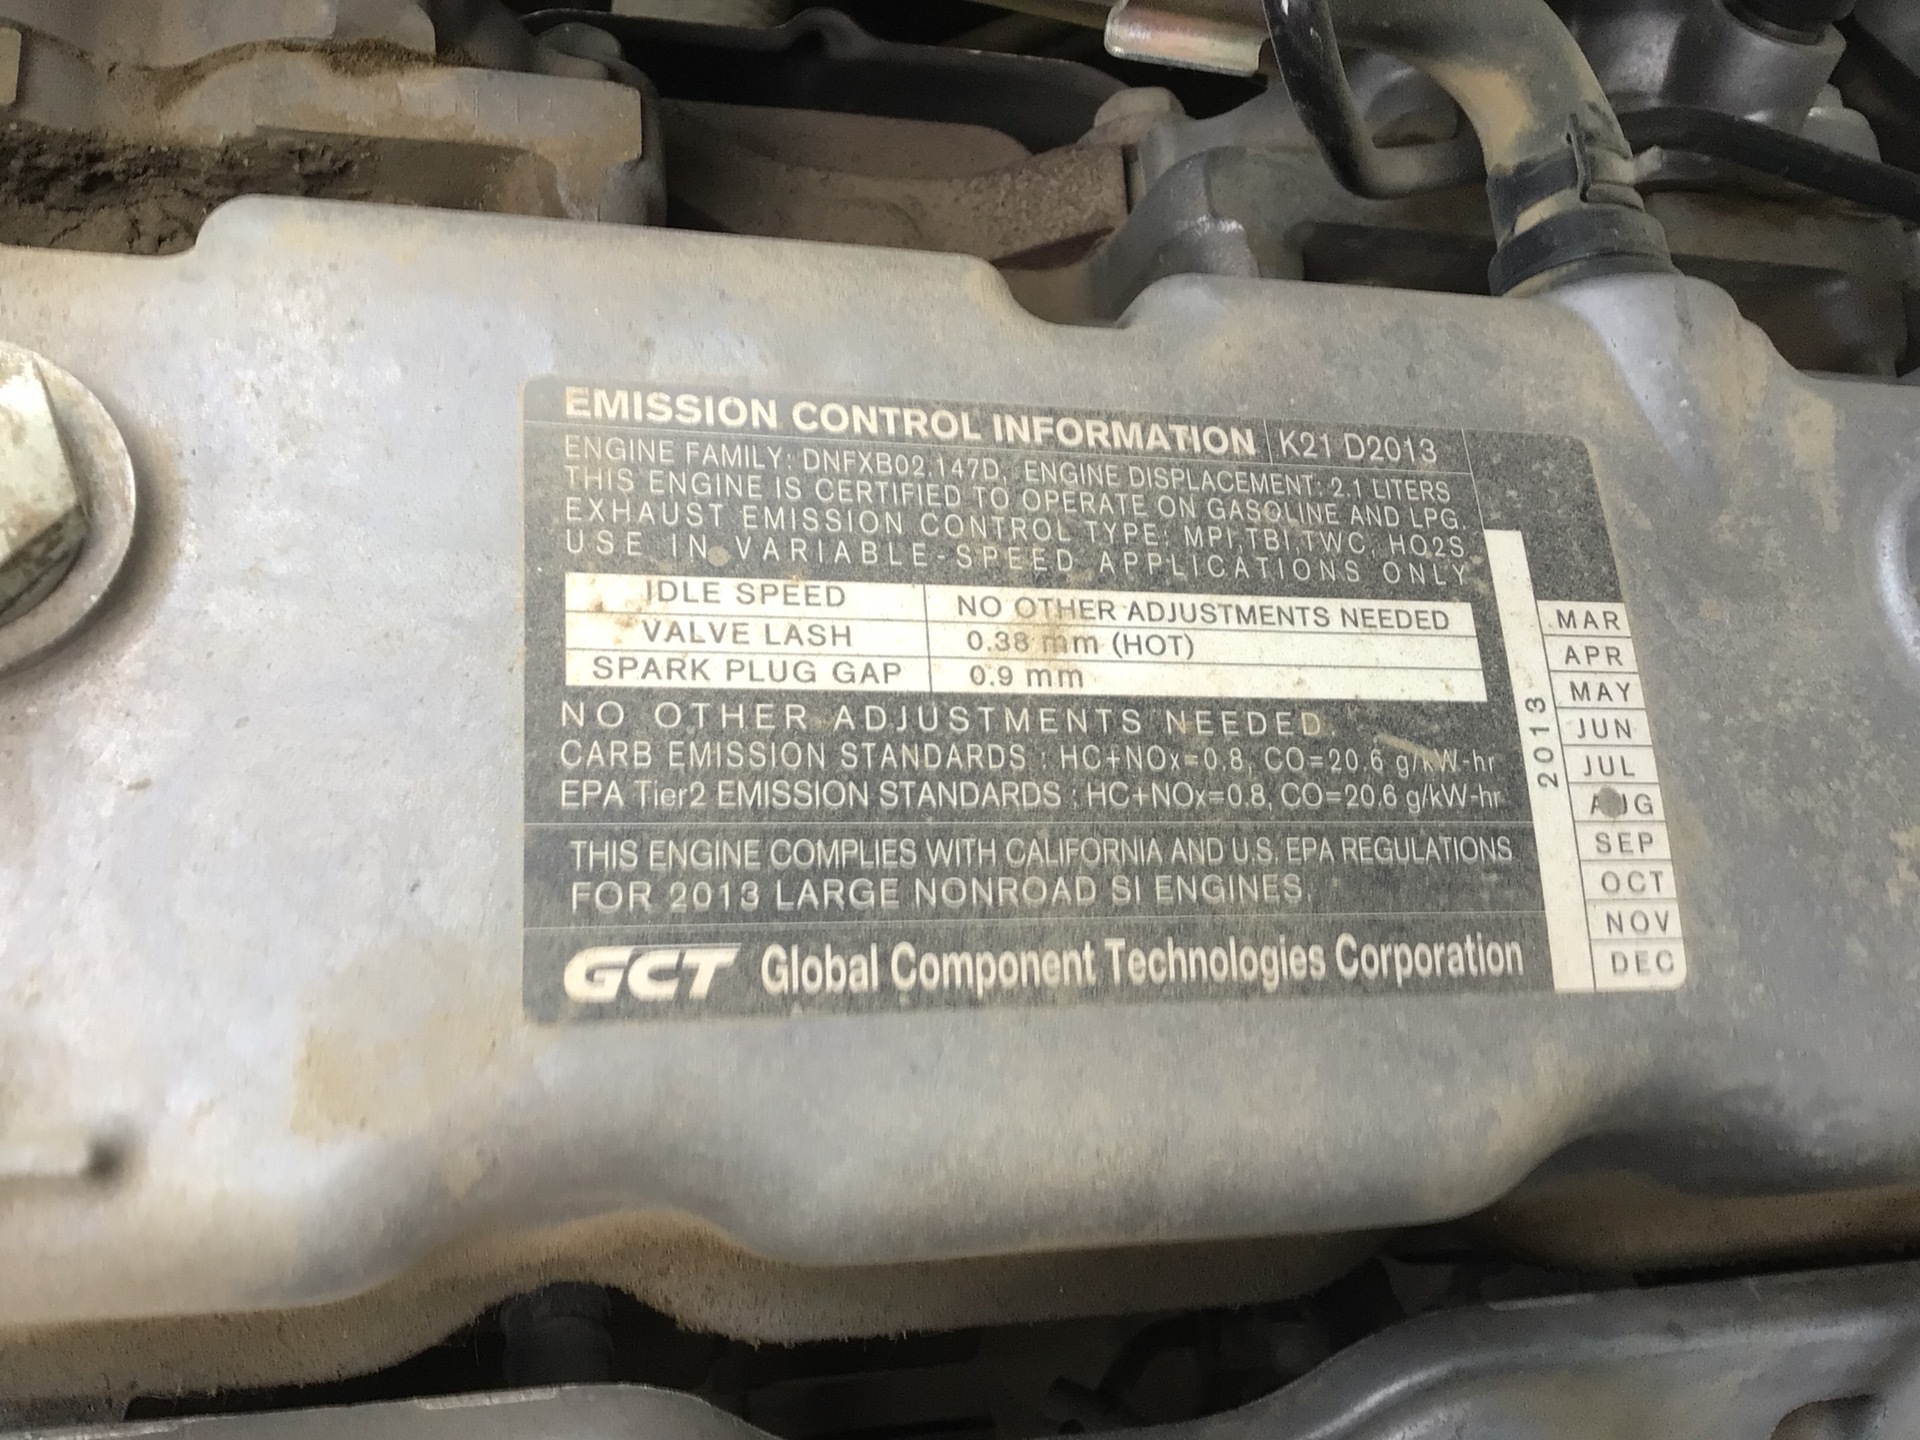 EMISSION CONTROL INFORMATION K21 D2013
ENGINE FAMILY: DNFXB02.147D, ENGINE DISPLACEMENT: 2.1 LITERS
THIS ENGINE IS CERTIFIED TO OPERATE ON GASOLINE AND LPG.
EXHAUST EMISSION CONTROL TYPE: MPI,TBI,TWC, HO2S.
USE IN VARIABLE-SPEED APPLICATIONS ONLY
IDLE SPEED NO OTHER ADJUSTMENTS NEEDED
VALVE LASH 0.38 mm (HOT)
SPARK PLUG GAP 0.9 mm
NO OTHER ADJUSTMENTS NEEDED.
CARB EMISSION STANDARDS : HC+NOx=0.8, CO=20.6 g/kW-hr
EPA Tier2 EMISSION STANDARDS : HC+NOx=0.8, CO=20.6 g/kW-hr
THIS ENGINE COMPLIES WITH CALIFORNIA AND U.S. EPA REGULATIONS
FOR 2013 LARGE NONROAD SI ENGINES.
GCT Global Component Technologies Corporation
2013
MAR
APR
MAY
JUN
JUL
AUG
SEP
OCT
NOV
DEC